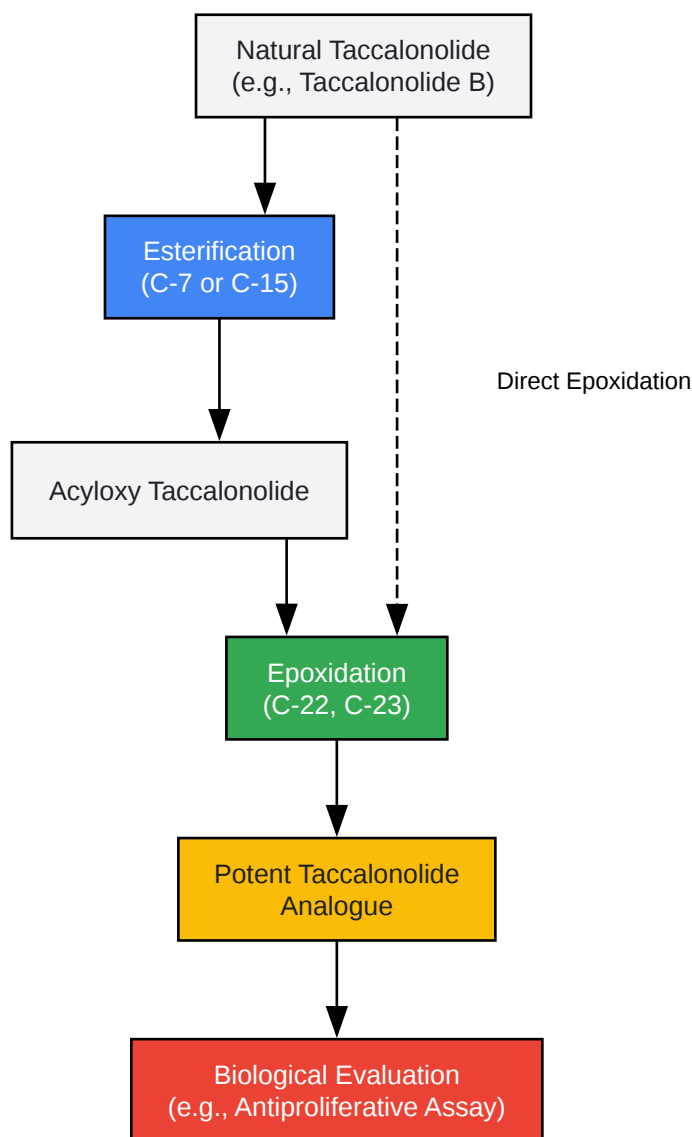 Natural Taccalonolide
(e.g., Taccalonolide B)
Esterification
(C-7 or C-15)
Direct Epoxidation
Acyloxy Taccalonolide
Epoxidation
(C-22, C-23)
Potent Taccalonolide
Analogue
Biological Evaluation
(e.g., Antiproliferative Assay)